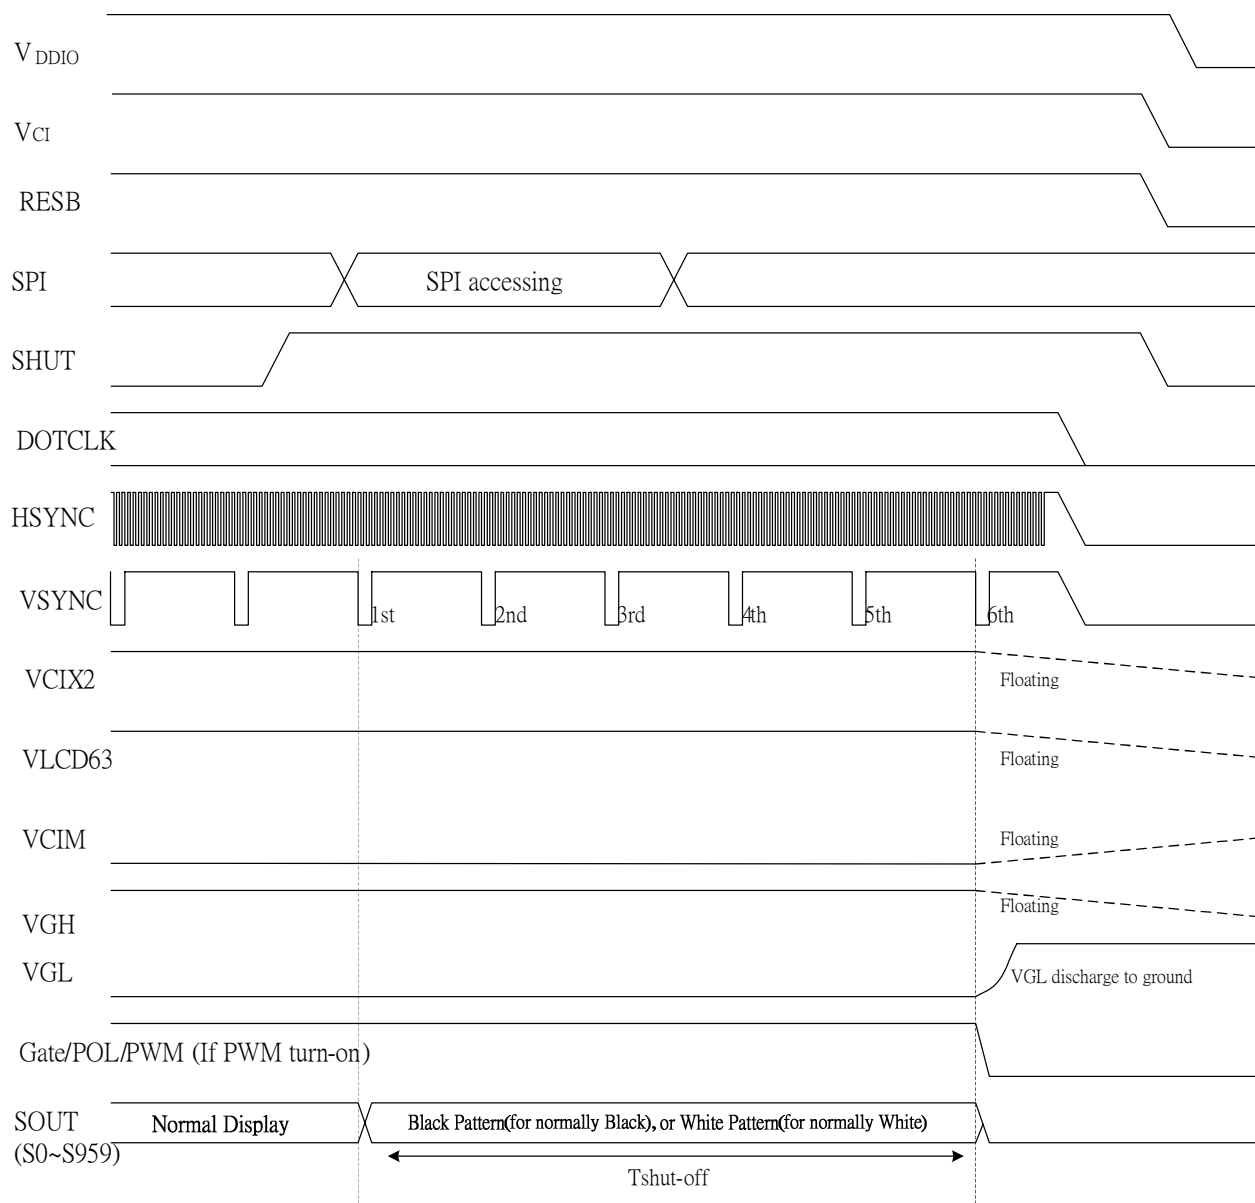 VDDIO
VCI
RESB
SPI
SPI accessing
SHUT
DOTCLK
HSYNC
VSYNC
1st
2nd
3rd
4th
5th
6th
VCIX2
Floating
VLCD63
Floating
VCIM
Floating
VGH
Floating
VGL
VGL discharge to ground
Gate/POL/PWM (If PWM turn-on)
SOUT
(S0~S959)
Normal Display
Black Pattern(for normally Black), or White Pattern(for normally White)
Tshut-off